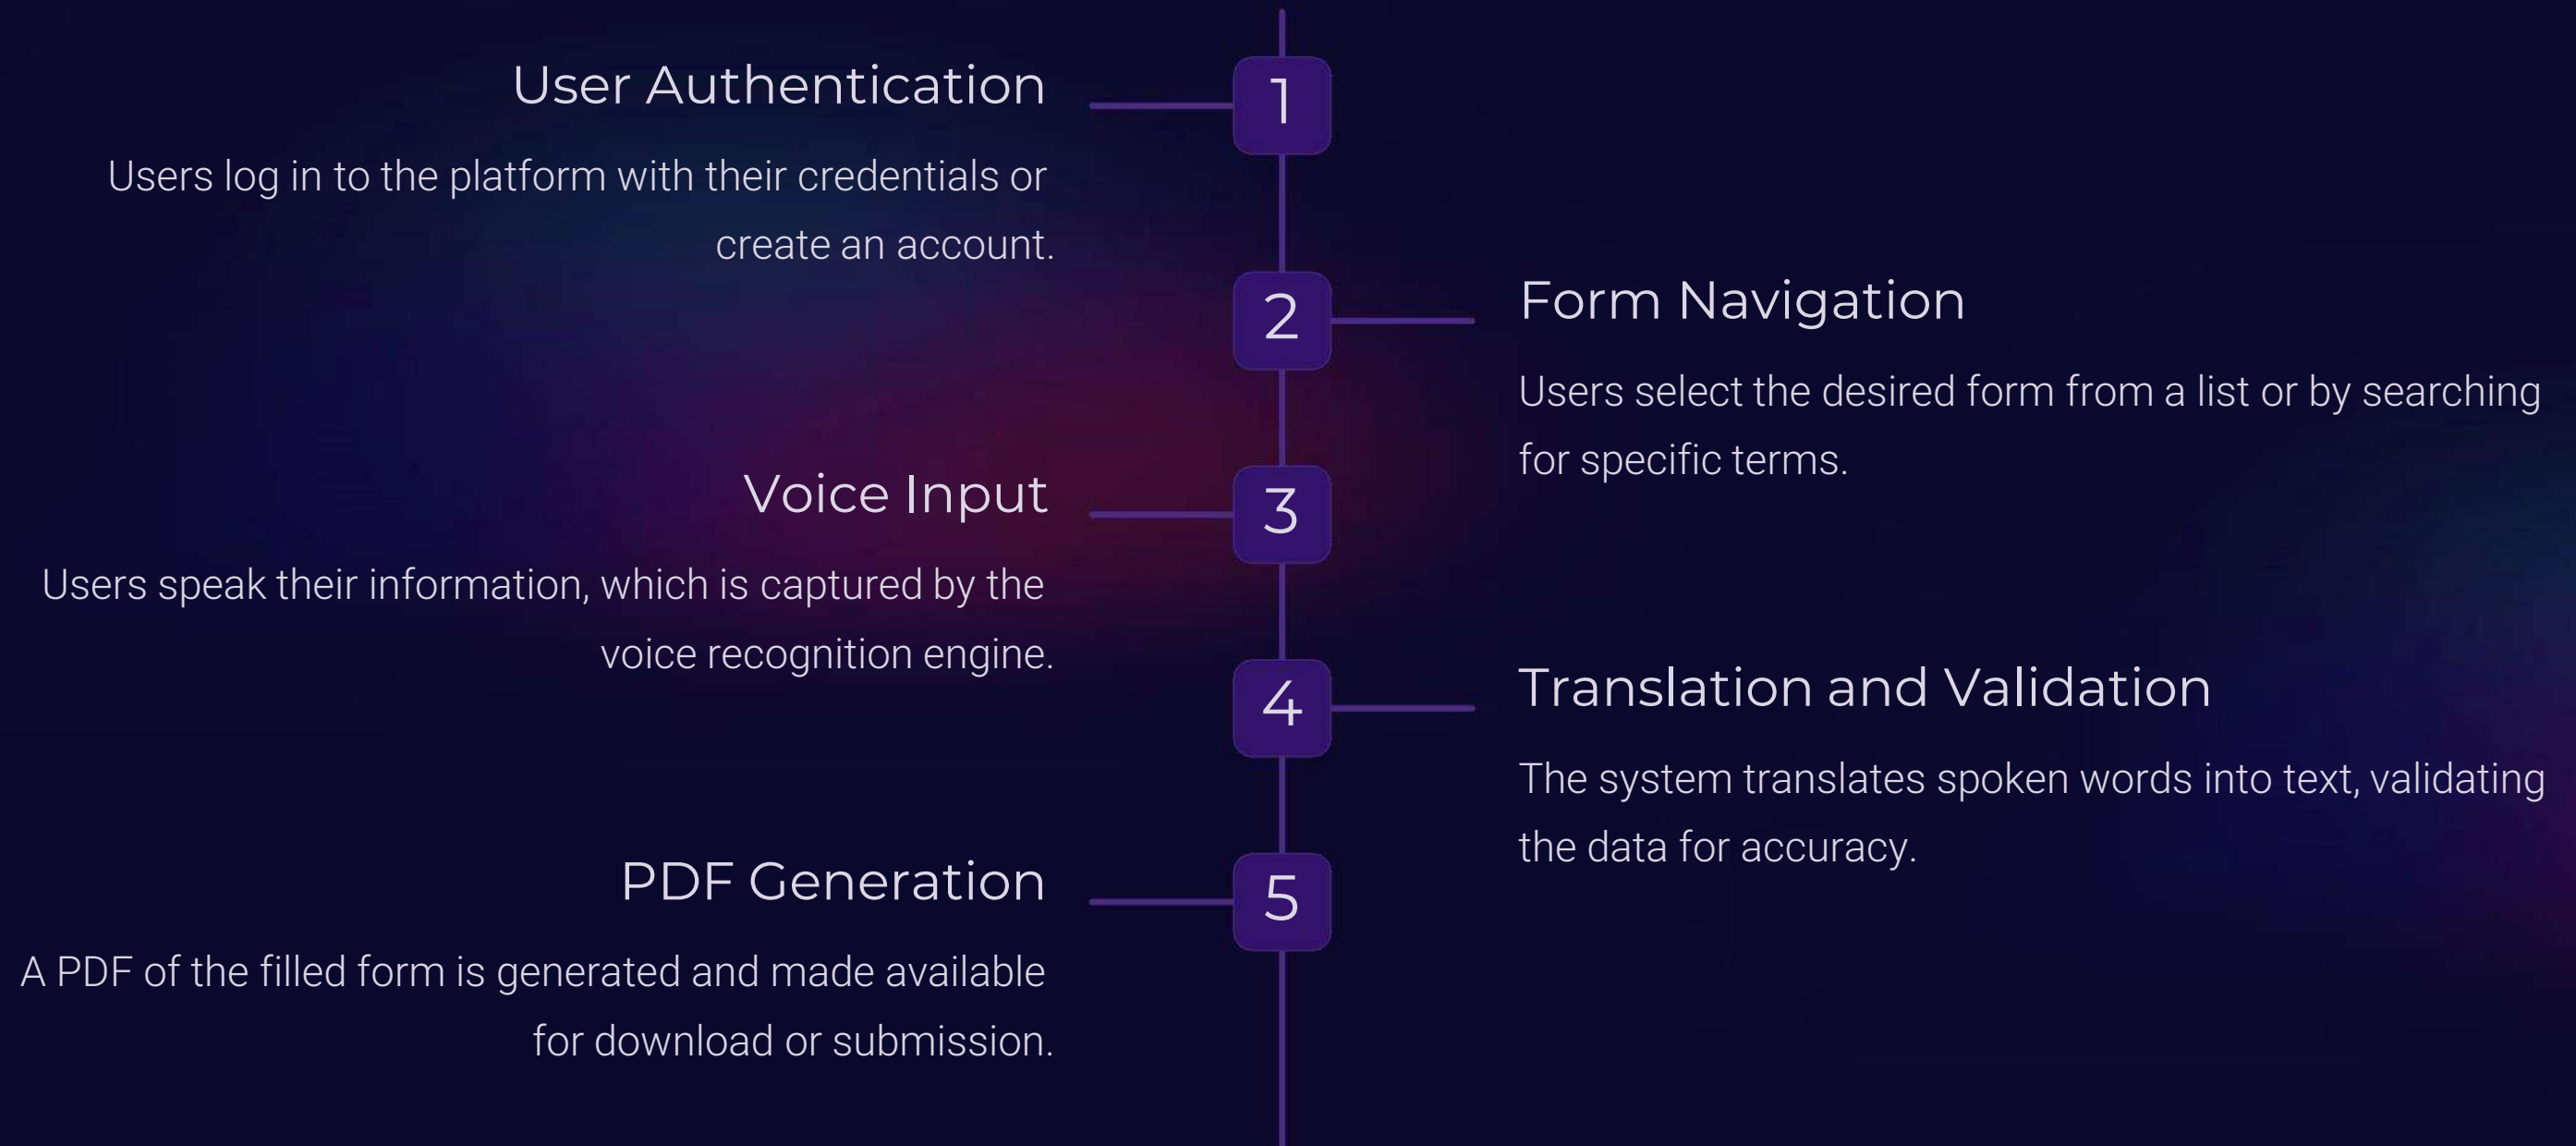 User Authentication
1
Users log in to the platform with their credentials or
create an account.
2
Form Navigation
Users select the desired form from a list or by searching
for specific terms.
Voice Input
3
Users speak their information, which is captured by the
voice recognition engine.
4
Translation and Validation
The system translates spoken words into text, validating
the data for accuracy.
PDF Generation
5
A PDF of the filled form is generated and made available
for download or submission.